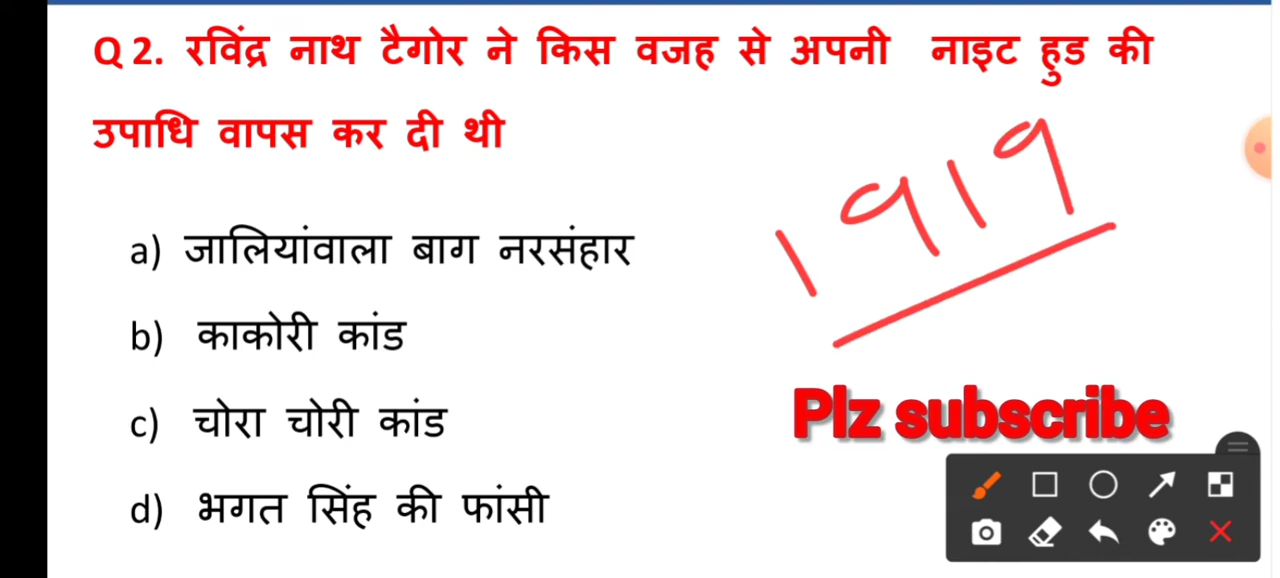 Q 2. रविंद्र नाथ टैगोर ने किस वजह से अपनी नाइट हुड की
उपाधि वापस कर दी थी
1919
a) जालियांवाला बाग नरसंहार
b) काकोरी कांड
c) चोरा चोरी कांड
d) भगत सिंह की फांसी
Plz subscribe